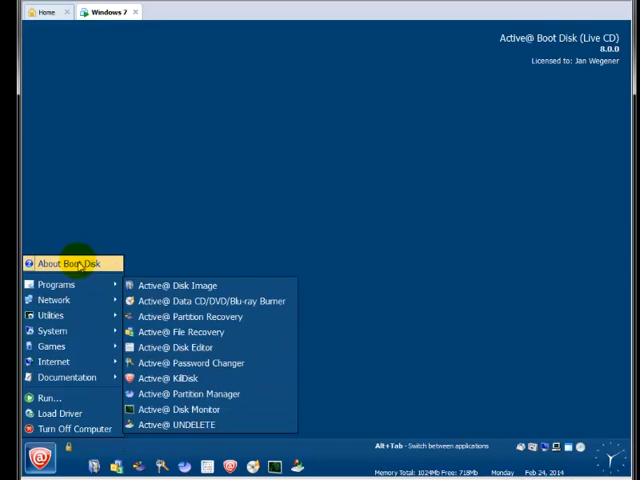 Home
Windows 7
Active@ Boot Disk (Live CD)
8.0.0
Licensed to: Jan Wegener
About Boot Disk
Programs
Network
Utilities
System
Games
Internet
Documentation
Run...
Load Driver
Turn Off Computer
Active@ Disk Image
Active@ Data CD/DVD/Blu-ray Burner
Active@ Partition Recovery
Active@ File Recovery
Active@ Disk Editor
Active@ Password Changer
Active@ KillDisk
Active@ Partition Manager
Active@ Disk Monitor
Active@ UNDELETE
Alt+Tab - Switch between applications
Memory Total: 1024Mb Free: 718Mb Monday Feb 24, 2014